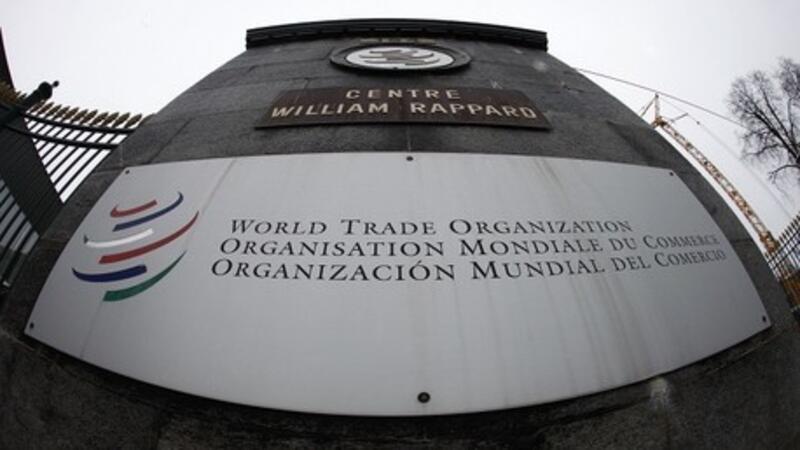 CENTRE
WILLIAM RAPPARD
WORLD TRADE ORGANIZATION
ORGANISATION MONDIALE DU COMMERCE
ORGANIZACIÓN MUNDIAL DEL COMERCIO